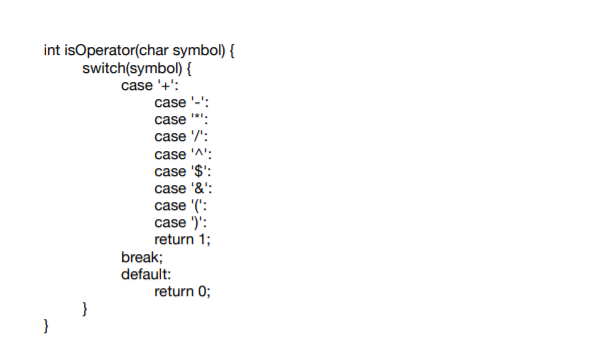 int isOperator(char symbol) {
switch(symbol) {
case '+':
case '-':
case '*':
case '/':
case '^':
case '$':
case '&':
case '(':
case ')':
return 1;
break;
default:
return 0;
}
}